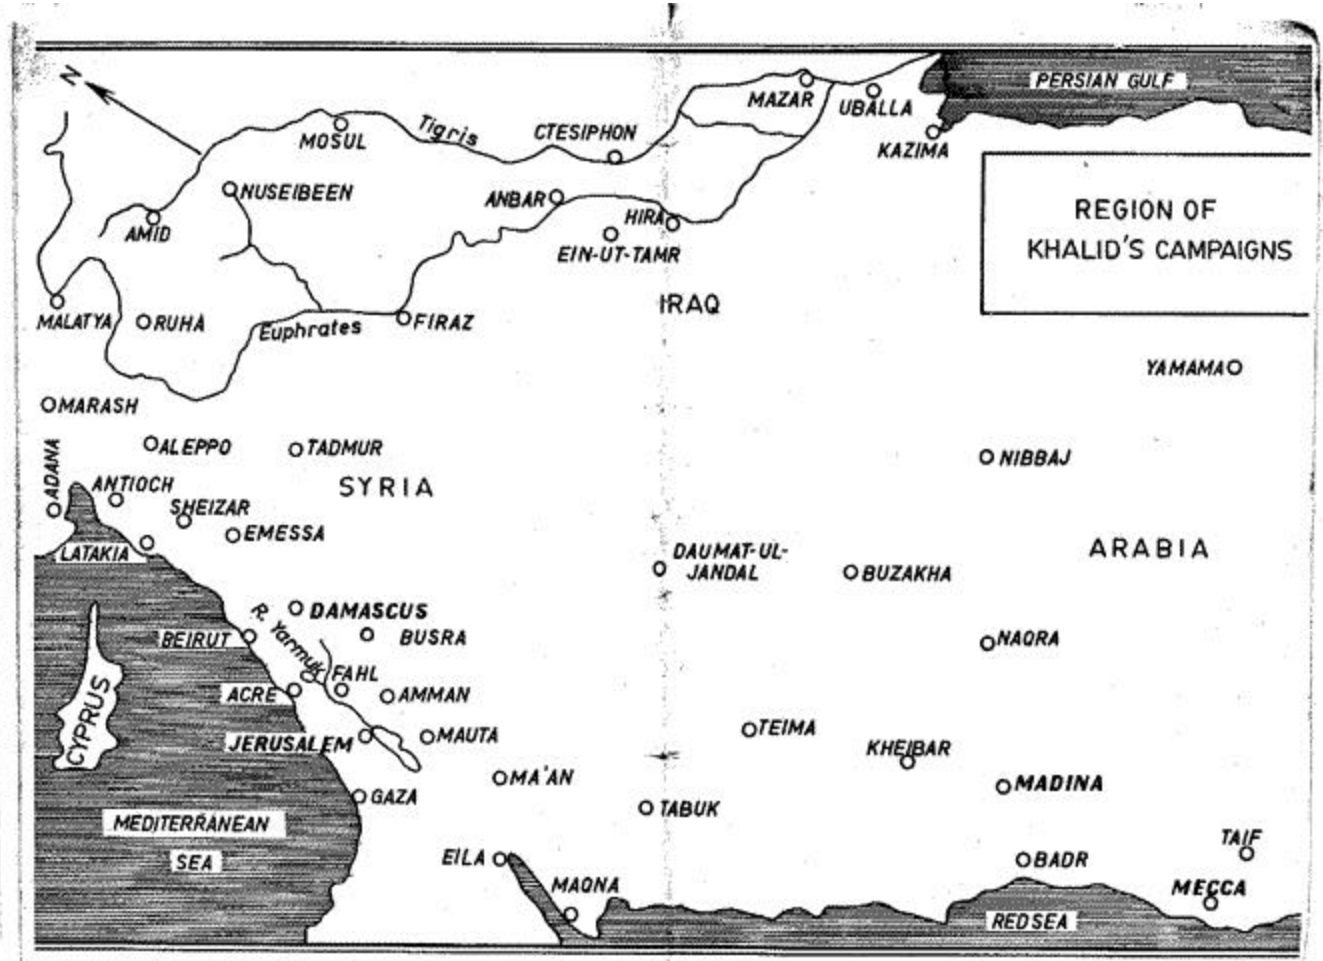 N
PERSIAN GULF
MAZAR
UBALLA
MOSUL
Tigris
CTESIPHON
KAZIMA
NUSEIBEEN
ANBAR
HIRA
REGION OF
KHALID'S CAMPAIGNS
AMID
EIN-UT-TAMR
IRAQ
MALATYA
RUHA
Euphrates
FIRAZ
YAMAMA
MARASH
ALEPPO
TADMUR
NIBBAJ
ADANA
ANTIOCH
SYRIA
SHEIZAR
EMESSA
LATAKIA
DAUMAT-UL-
JANDAL
BUZAKHA
ARABIA
DAMASCUS
R. Yarmuk
BEIRUT
BUSRA
NAQRA
FAHL
ACRE
AMMAN
CYPRUS
JERUSALEM
MAUTA
TEIMA
KHEIBAR
MA'AN
MADINA
GAZA
TABUK
MEDITERRANEAN
SEA
EILA
BADR
TAIF
MAQNA
MECCA
RED SEA